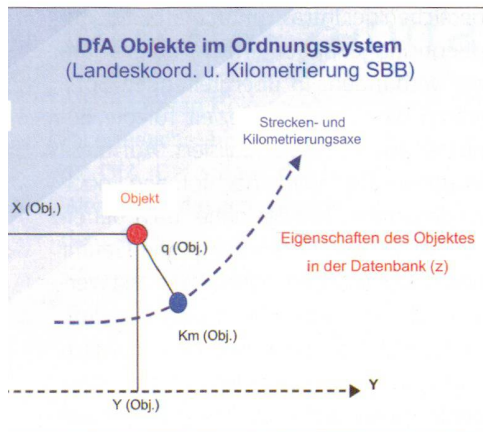 DfA Objekte im Ordnungssystem
(Landeskoord. u. Kilometrierung SBB)
Strecken- und
Kilometrierungsaxe
Objekt
X (Obj.)
q (Obj.)
Eigenschaften des Objektes
in der Datenbank (z)
Km (Obj.)
Y
Y (Obj.)